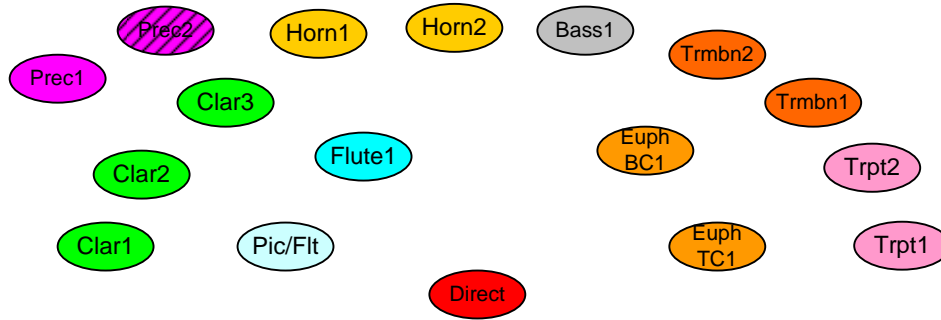 Prec2
Horn1
Horn2
Bass1
Trmbn2
Prec1
Clar3
Trmbn1
Flute1
Euph
BC1
Clar2
Trpt2
Clar1
Pic/Flt
Euph
TC1
Trpt1
Direct